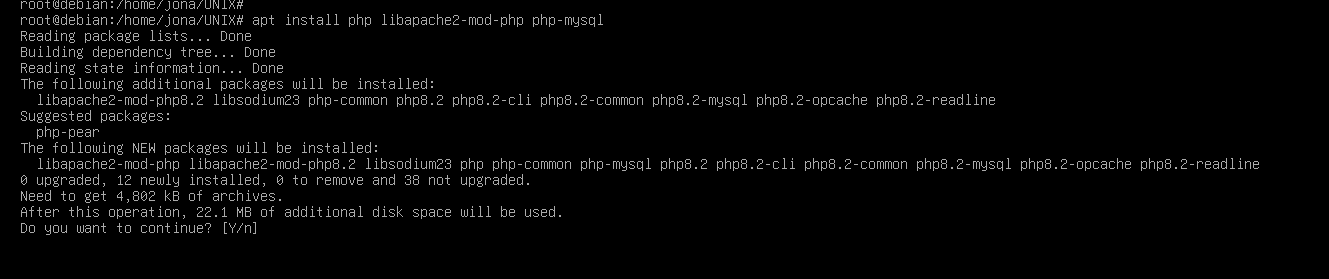 root@debian:/home/jona/UNIX#
root@debian:/home/jona/UNIX# apt install php libapache2-mod-php php-mysql
Reading package lists... Done
Building dependency tree... Done
Reading state information... Done
The following additional packages will be installed:
  libapache2-mod-php8.2 libsodium23 php-common php8.2 php8.2-cli php8.2-common php8.2-mysql php8.2-opcache php8.2-readline
Suggested packages:
  php-pear
The following NEW packages will be installed:
  libapache2-mod-php libapache2-mod-php8.2 libsodium23 php php-common php-mysql php8.2 php8.2-cli php8.2-common php8.2-mysql php8.2-opcache php8.2-readline
0 upgraded, 12 newly installed, 0 to remove and 38 not upgraded.
Need to get 4,802 kB of archives.
After this operation, 22.1 MB of additional disk space will be used.
Do you want to continue? [Y/n]